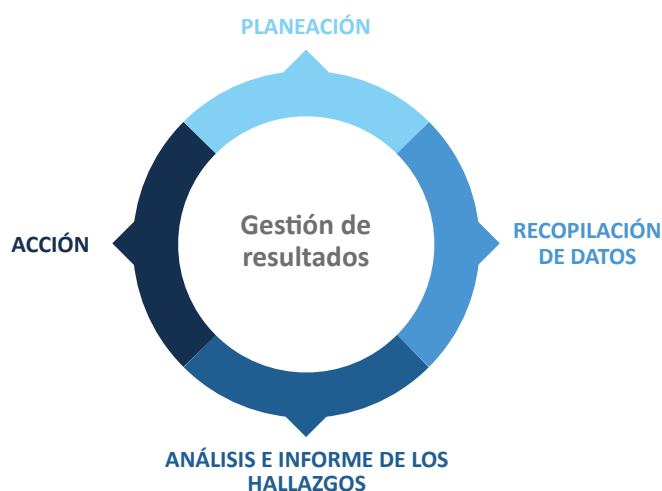 PLANEACIÓN
Gestión de
resultados
ACCIÓN
RECOPILACIÓN
DE DATOS
ANÁLISIS E INFORME DE LOS
HALLAZGOS